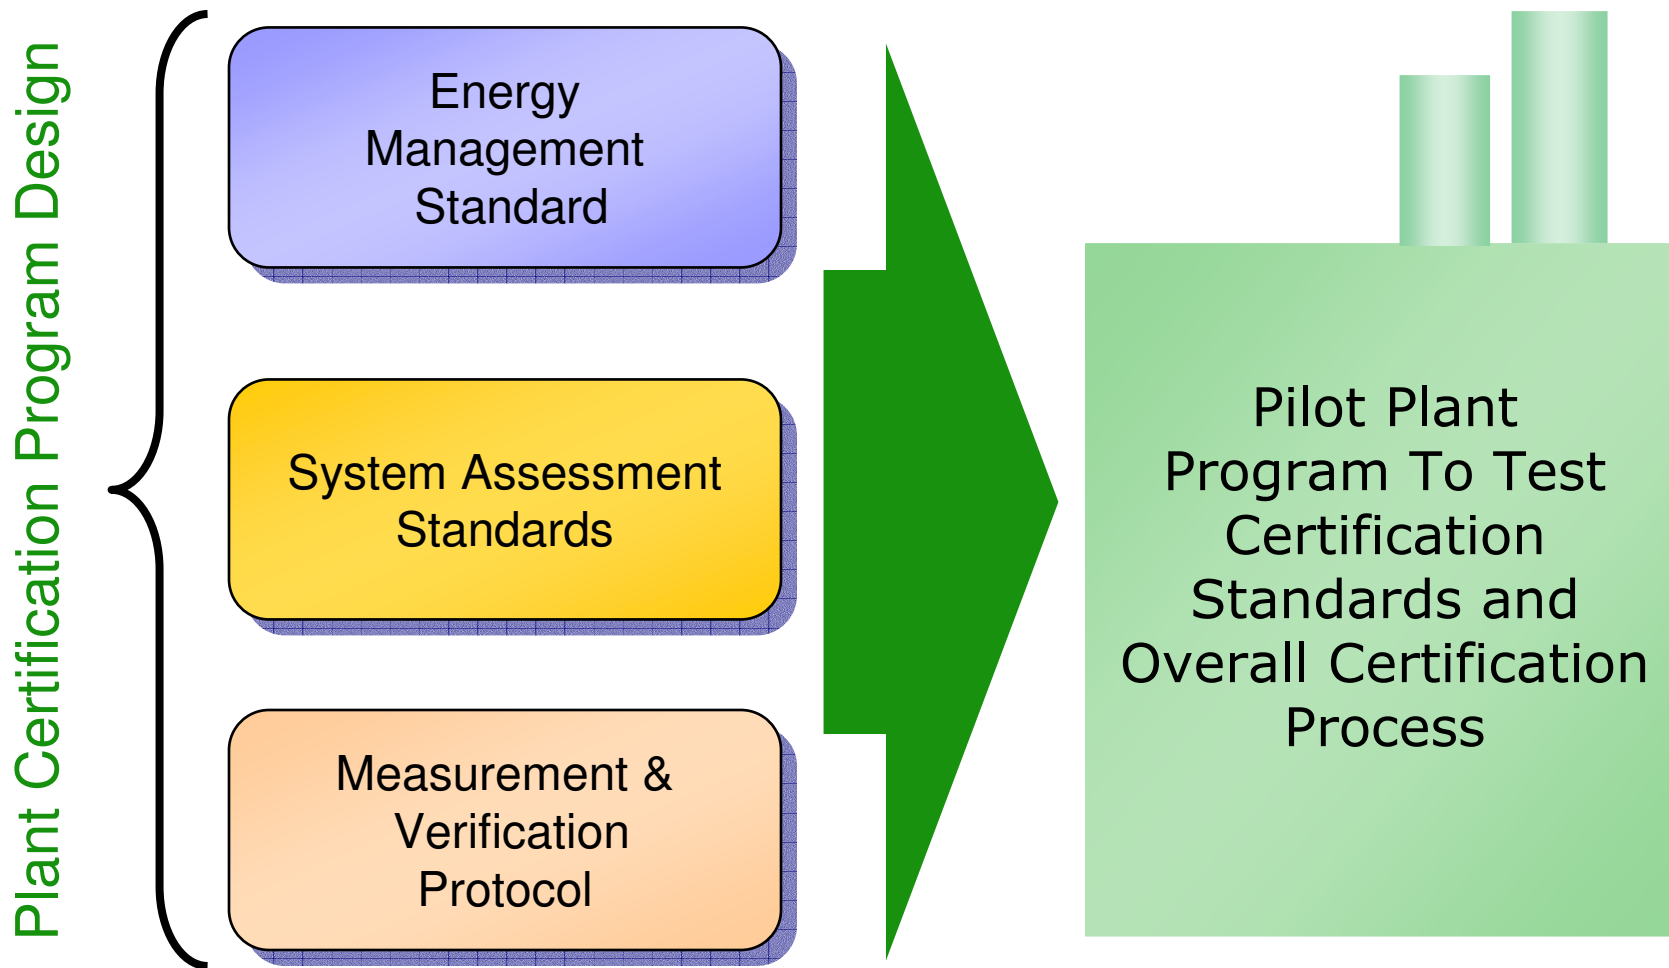 Plant Certification Program Design
Energy
Management
Standard
System Assessment
Standards
Measurement &
Verification
Protocol
Pilot Plant
Program To Test
Certification
Standards and
Overall Certification
Process